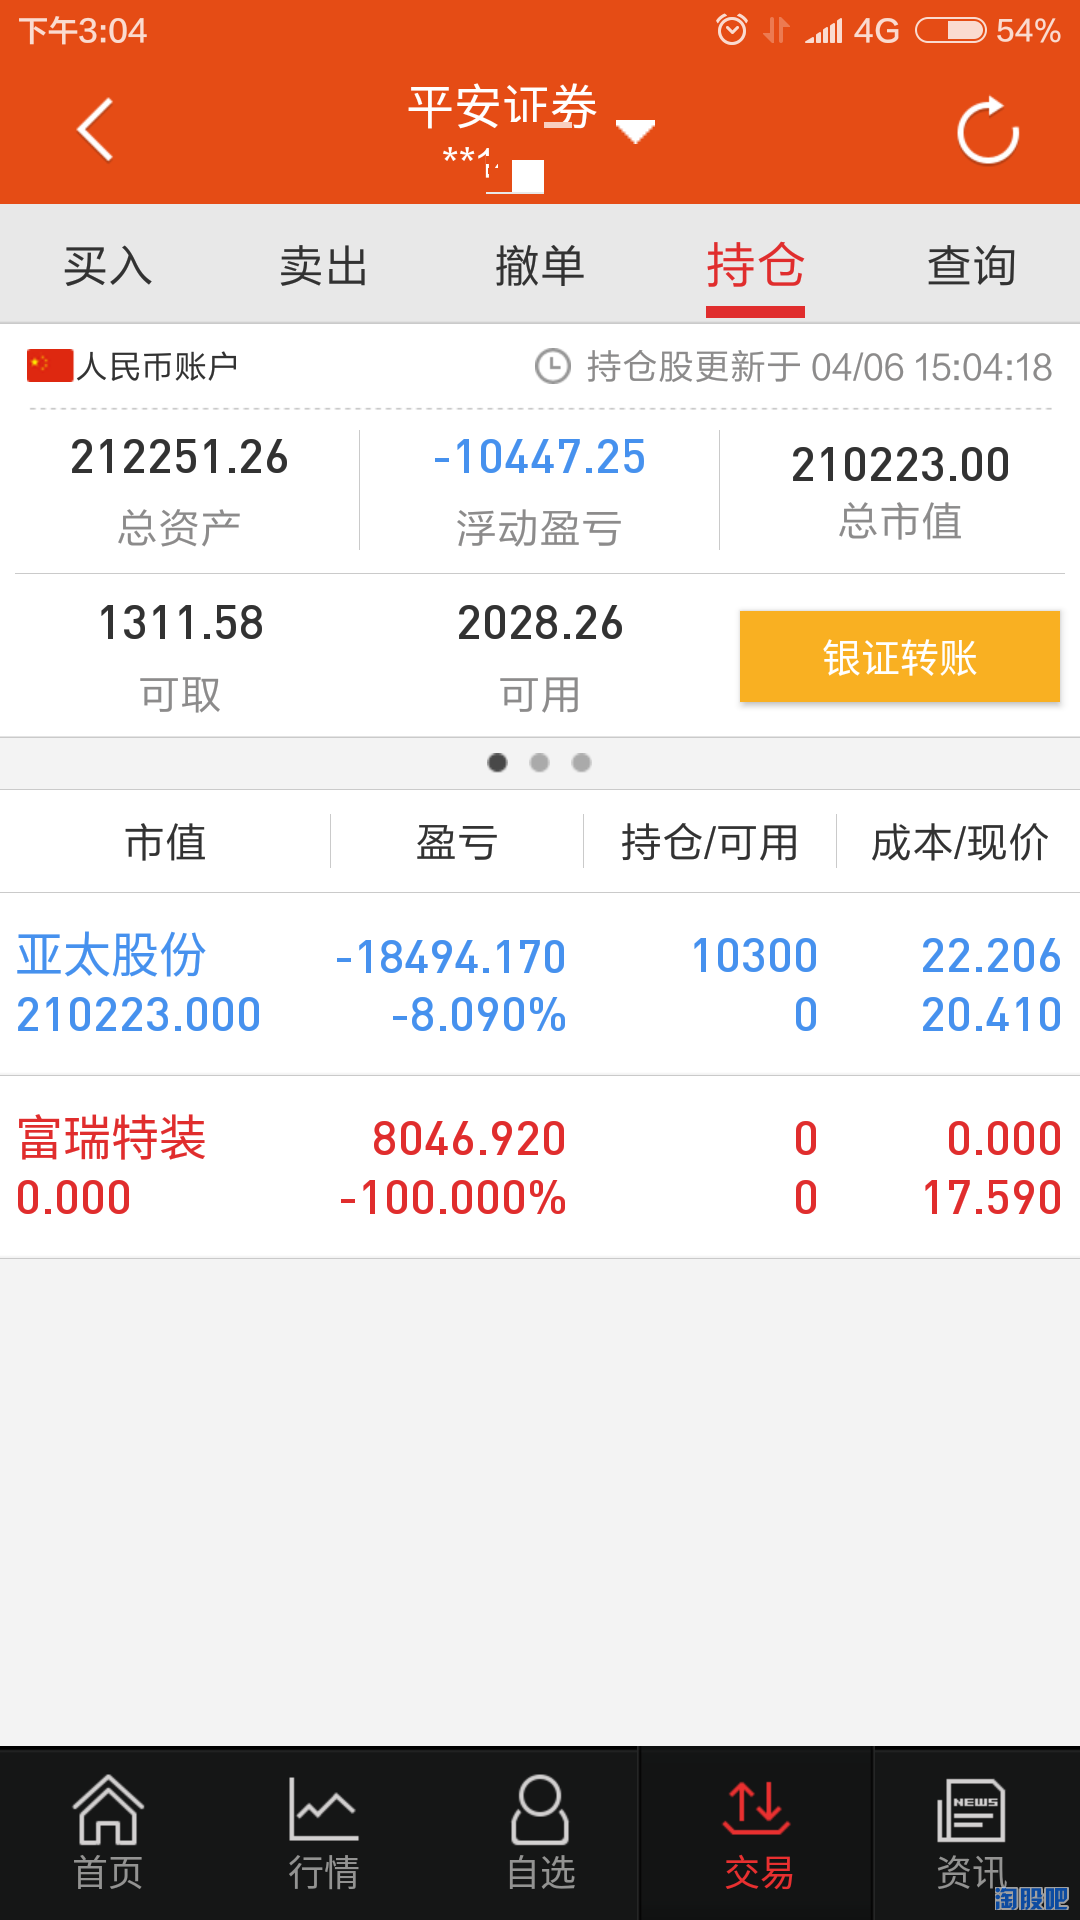 下午3:04 4G 54%
平安证券
买入 卖出 撤单 持仓 查询
人民币账户 持仓股更新于 04/06 15:04:18
212251.26 -10447.25 210223.00
总资产 浮动盈亏 总市值
1311.58 2028.26
可取 可用 银证转账
市值 盈亏 持仓/可用 成本/现价
亚太股份 -18494.170 10300 22.206
210223.000 -8.090% 0 20.410
富瑞特装 8046.920 0 0.000
0.000 -100.000% 0 17.590
NEWS
首页 行情 自选 交易 资讯
淘股吧